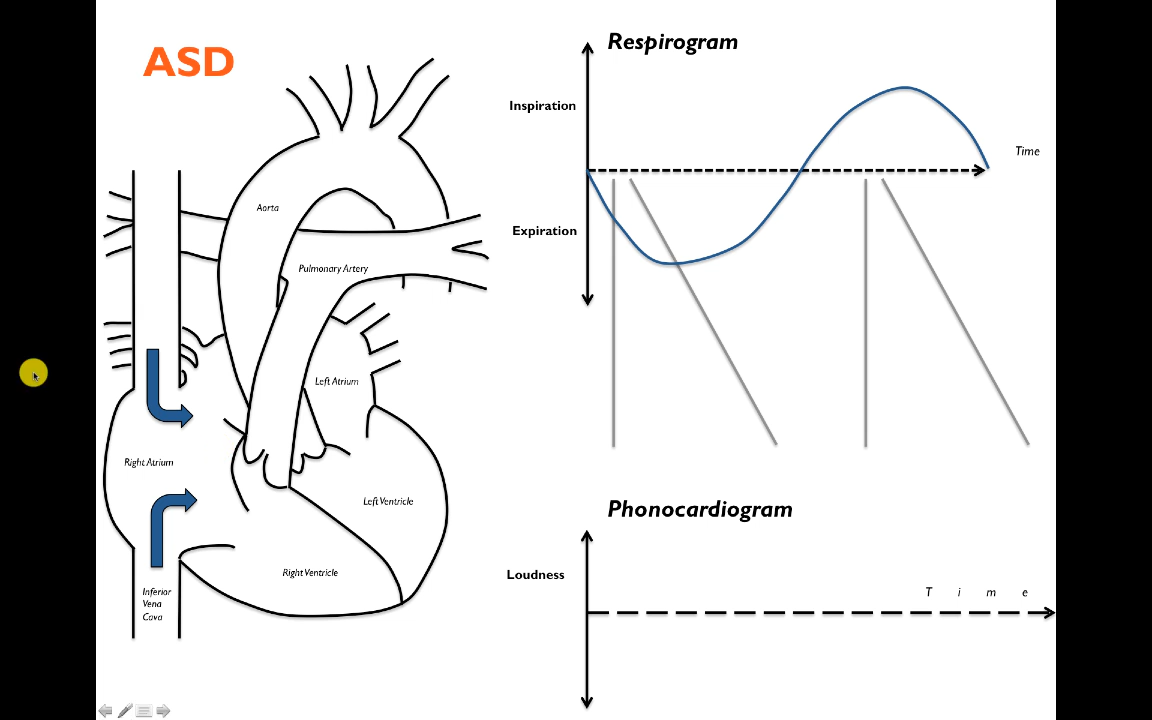 ASD
Aorta
Pulmonary Artery
Left Atrium
Right Atrium
Left Ventricle
Right Ventricle
Inferior
Vena
Cava
Respirogram
Inspiration
Time
Expiration
Phonocardiogram
Loudness
T i m e